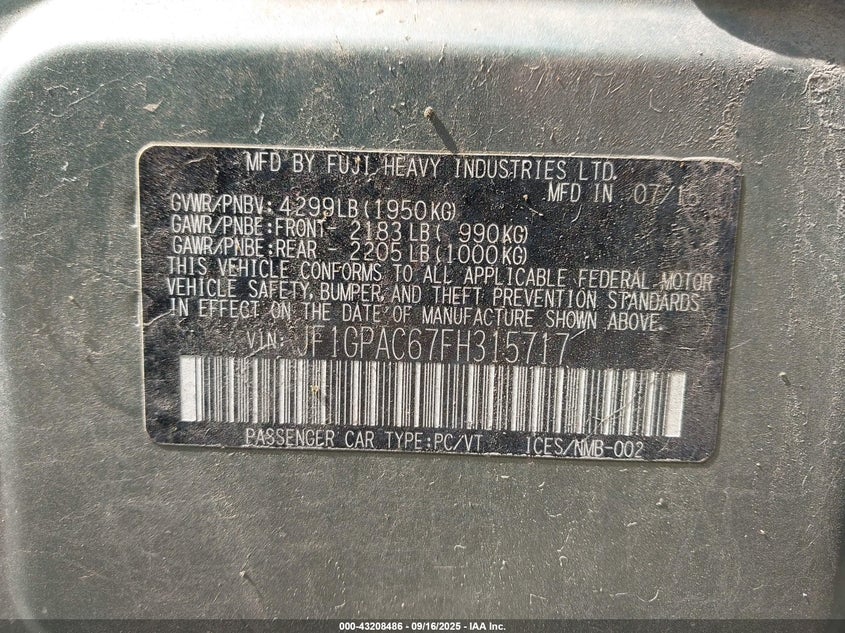 MFD BY FUJI HEAVY INDUSTRIES LTD.
MFD IN 07/15
GVWR/PNBV: 4299LB(1950KG)
GAWR/PNBE:FRONT- 2183LB( 990KG)
GAWR/PNBE:REAR - 2205LB(1000KG)
THIS VEHICLE CONFORMS TO ALL APPLICABLE FEDERAL MOTOR
VEHICLE SAFETY, BUMPER, AND THEFT PREVENTION STANDARDS
IN EFFECT ON THE DATE OF MANUFACTURE SHOWN ABOVE.
VIN: JF1GPAC67FH315717
PASSENGER CAR TYPE:PC/VT ICES/NMB-002
000-43208486 - 09/16/2025 - IAA Inc.